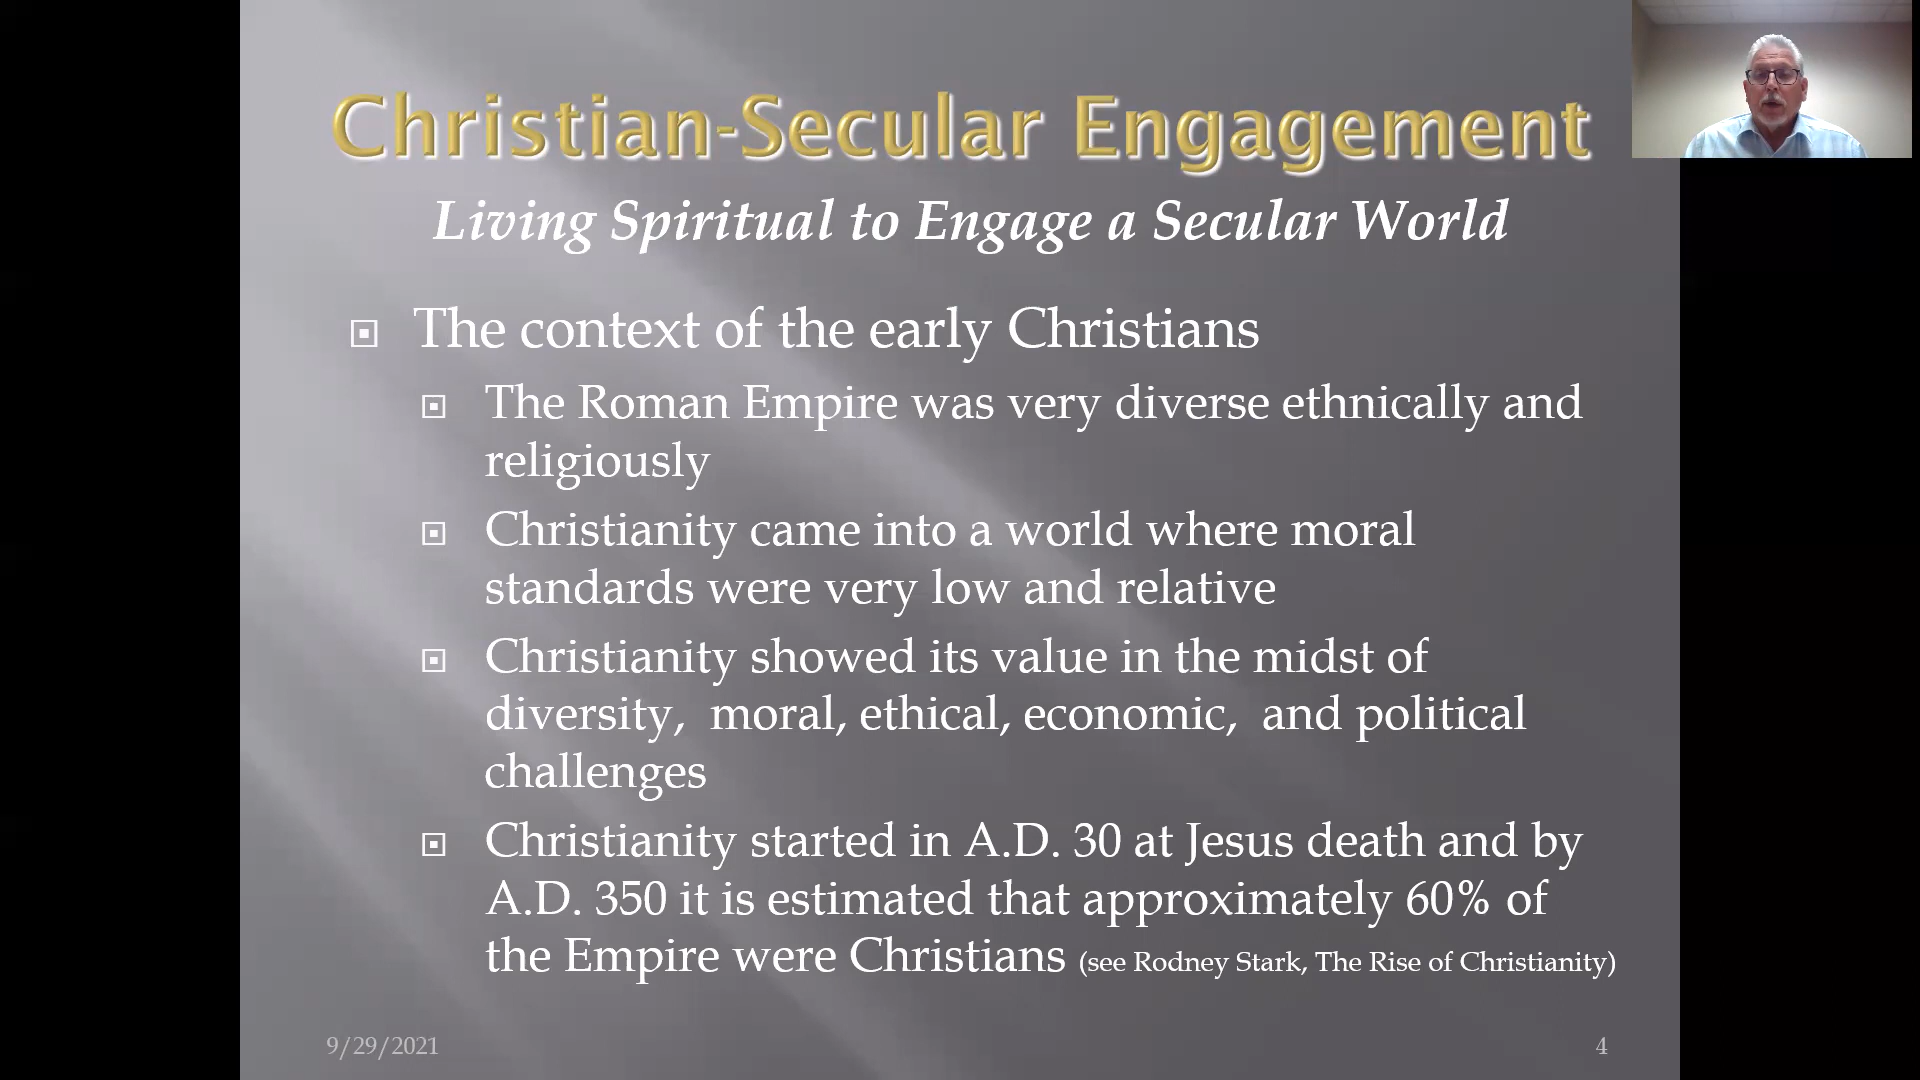 Christian-Secular Engagement
Living Spiritual to Engage a Secular World
The context of the early Christians
The Roman Empire was very diverse ethnically and
religiously
Christianity came into a world where moral
standards were very low and relative
Christianity showed its value in the midst of
diversity,  moral, ethical, economic,  and political
challenges
Christianity started in A.D. 30 at Jesus death and by
A.D. 350 it is estimated that approximately 60% of
the Empire were Christians (see Rodney Stark, The Rise of Christianity)
9/29/2021
4